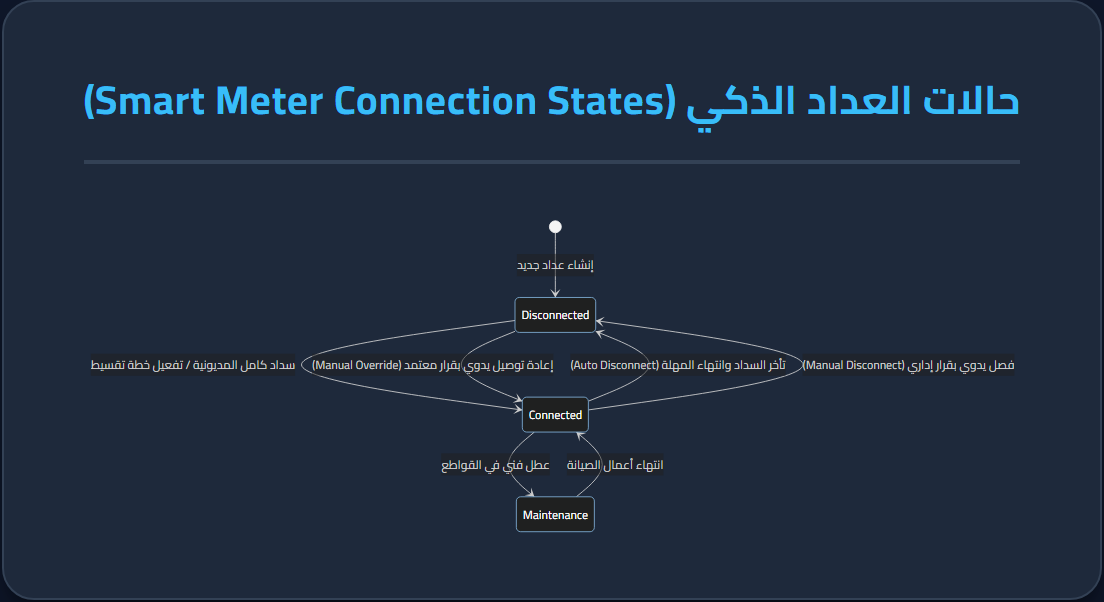 حالات العداد الذكي (Smart Meter Connection States)
إنشاء عداد جديد
Disconnected
سداد كامل المديونية / تفعيل خطة تقسيط
إعادة توصيل يدوي بقرار معتمد (Manual Override)
تأخر السداد وانتهاء المهلة (Auto Disconnect)
فصل يدوي بقرار إداري (Manual Disconnect)
Connected
عطل فني في القواطع
انتهاء أعمال الصيانة
Maintenance